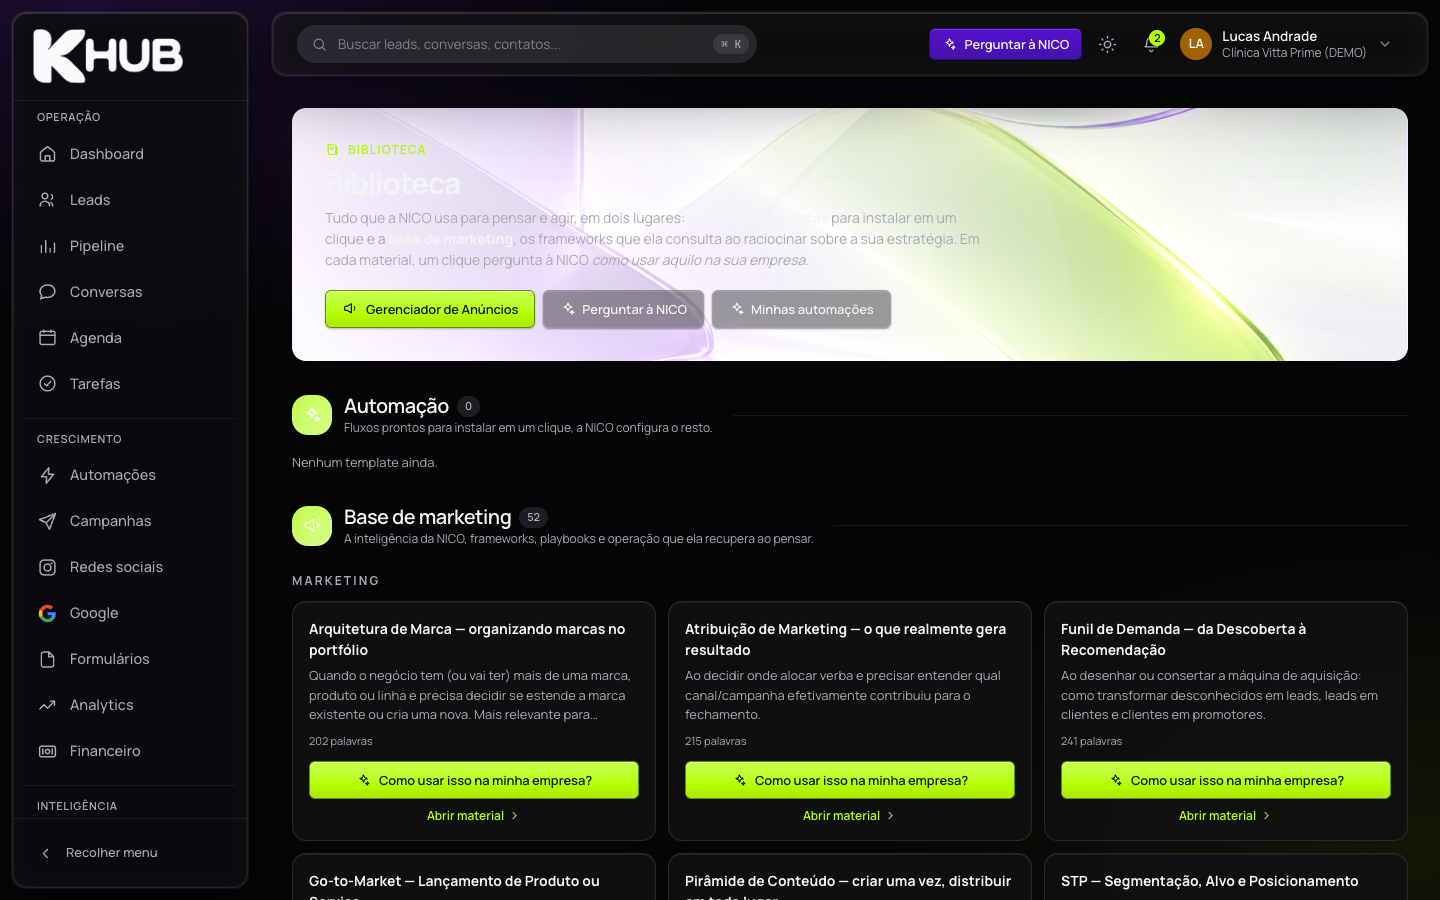 KHUB
OPERAÇÃO
Dashboard
Leads
Pipeline
Conversas
Agenda
Tarefas
CRESCIMENTO
Automações
Campanhas
Redes sociais
Google
Formulários
Analytics
Financeiro
INTELIGÊNCIA
Recolher menu
Buscar leads, conversas, contatos...
⌘ K
Perguntar à NICO
2
LA
Lucas Andrade
Clínica Vitta Prime (DEMO)
BIBLIOTECA
Biblioteca
Tudo que a NICO usa para pensar e agir, em dois lugares: prontas para instalar em um
clique e a base de marketing, os frameworks que ela consulta ao raciocinar sobre a sua estratégia. Em
cada material, um clique pergunta à NICO como usar aquilo na sua empresa.
Gerenciador de Anúncios
Perguntar à NICO
Minhas automações
Automação 0
Fluxos prontos para instalar em um clique, a NICO configura o resto.
Nenhum template ainda.
Base de marketing 52
A inteligência da NICO, frameworks, playbooks e operação que ela recupera ao pensar.
MARKETING
Arquitetura de Marca — organizando marcas no
portfólio
Quando o negócio tem (ou vai ter) mais de uma marca,
produto ou linha e precisa decidir se estende a marca
existente ou cria uma nova. Mais relevante para...
202 palavras
Como usar isso na minha empresa?
Abrir material
Atribuição de Marketing — o que realmente gera
resultado
Ao decidir onde alocar verba e precisar entender qual
canal/campanha efetivamente contribuiu para o
fechamento.
215 palavras
Como usar isso na minha empresa?
Abrir material
Funil de Demanda — da Descoberta à
Recomendação
Ao desenhar ou consertar a máquina de aquisição:
como transformar desconhecidos em leads, leads em
clientes e clientes em promotores.
241 palavras
Como usar isso na minha empresa?
Abrir material
Go-to-Market — Lançamento de Produto ou
Pirâmide de Conteúdo — criar uma vez, distribuir
em todo lugar
STP — Segmentação, Alvo e Posicionamento